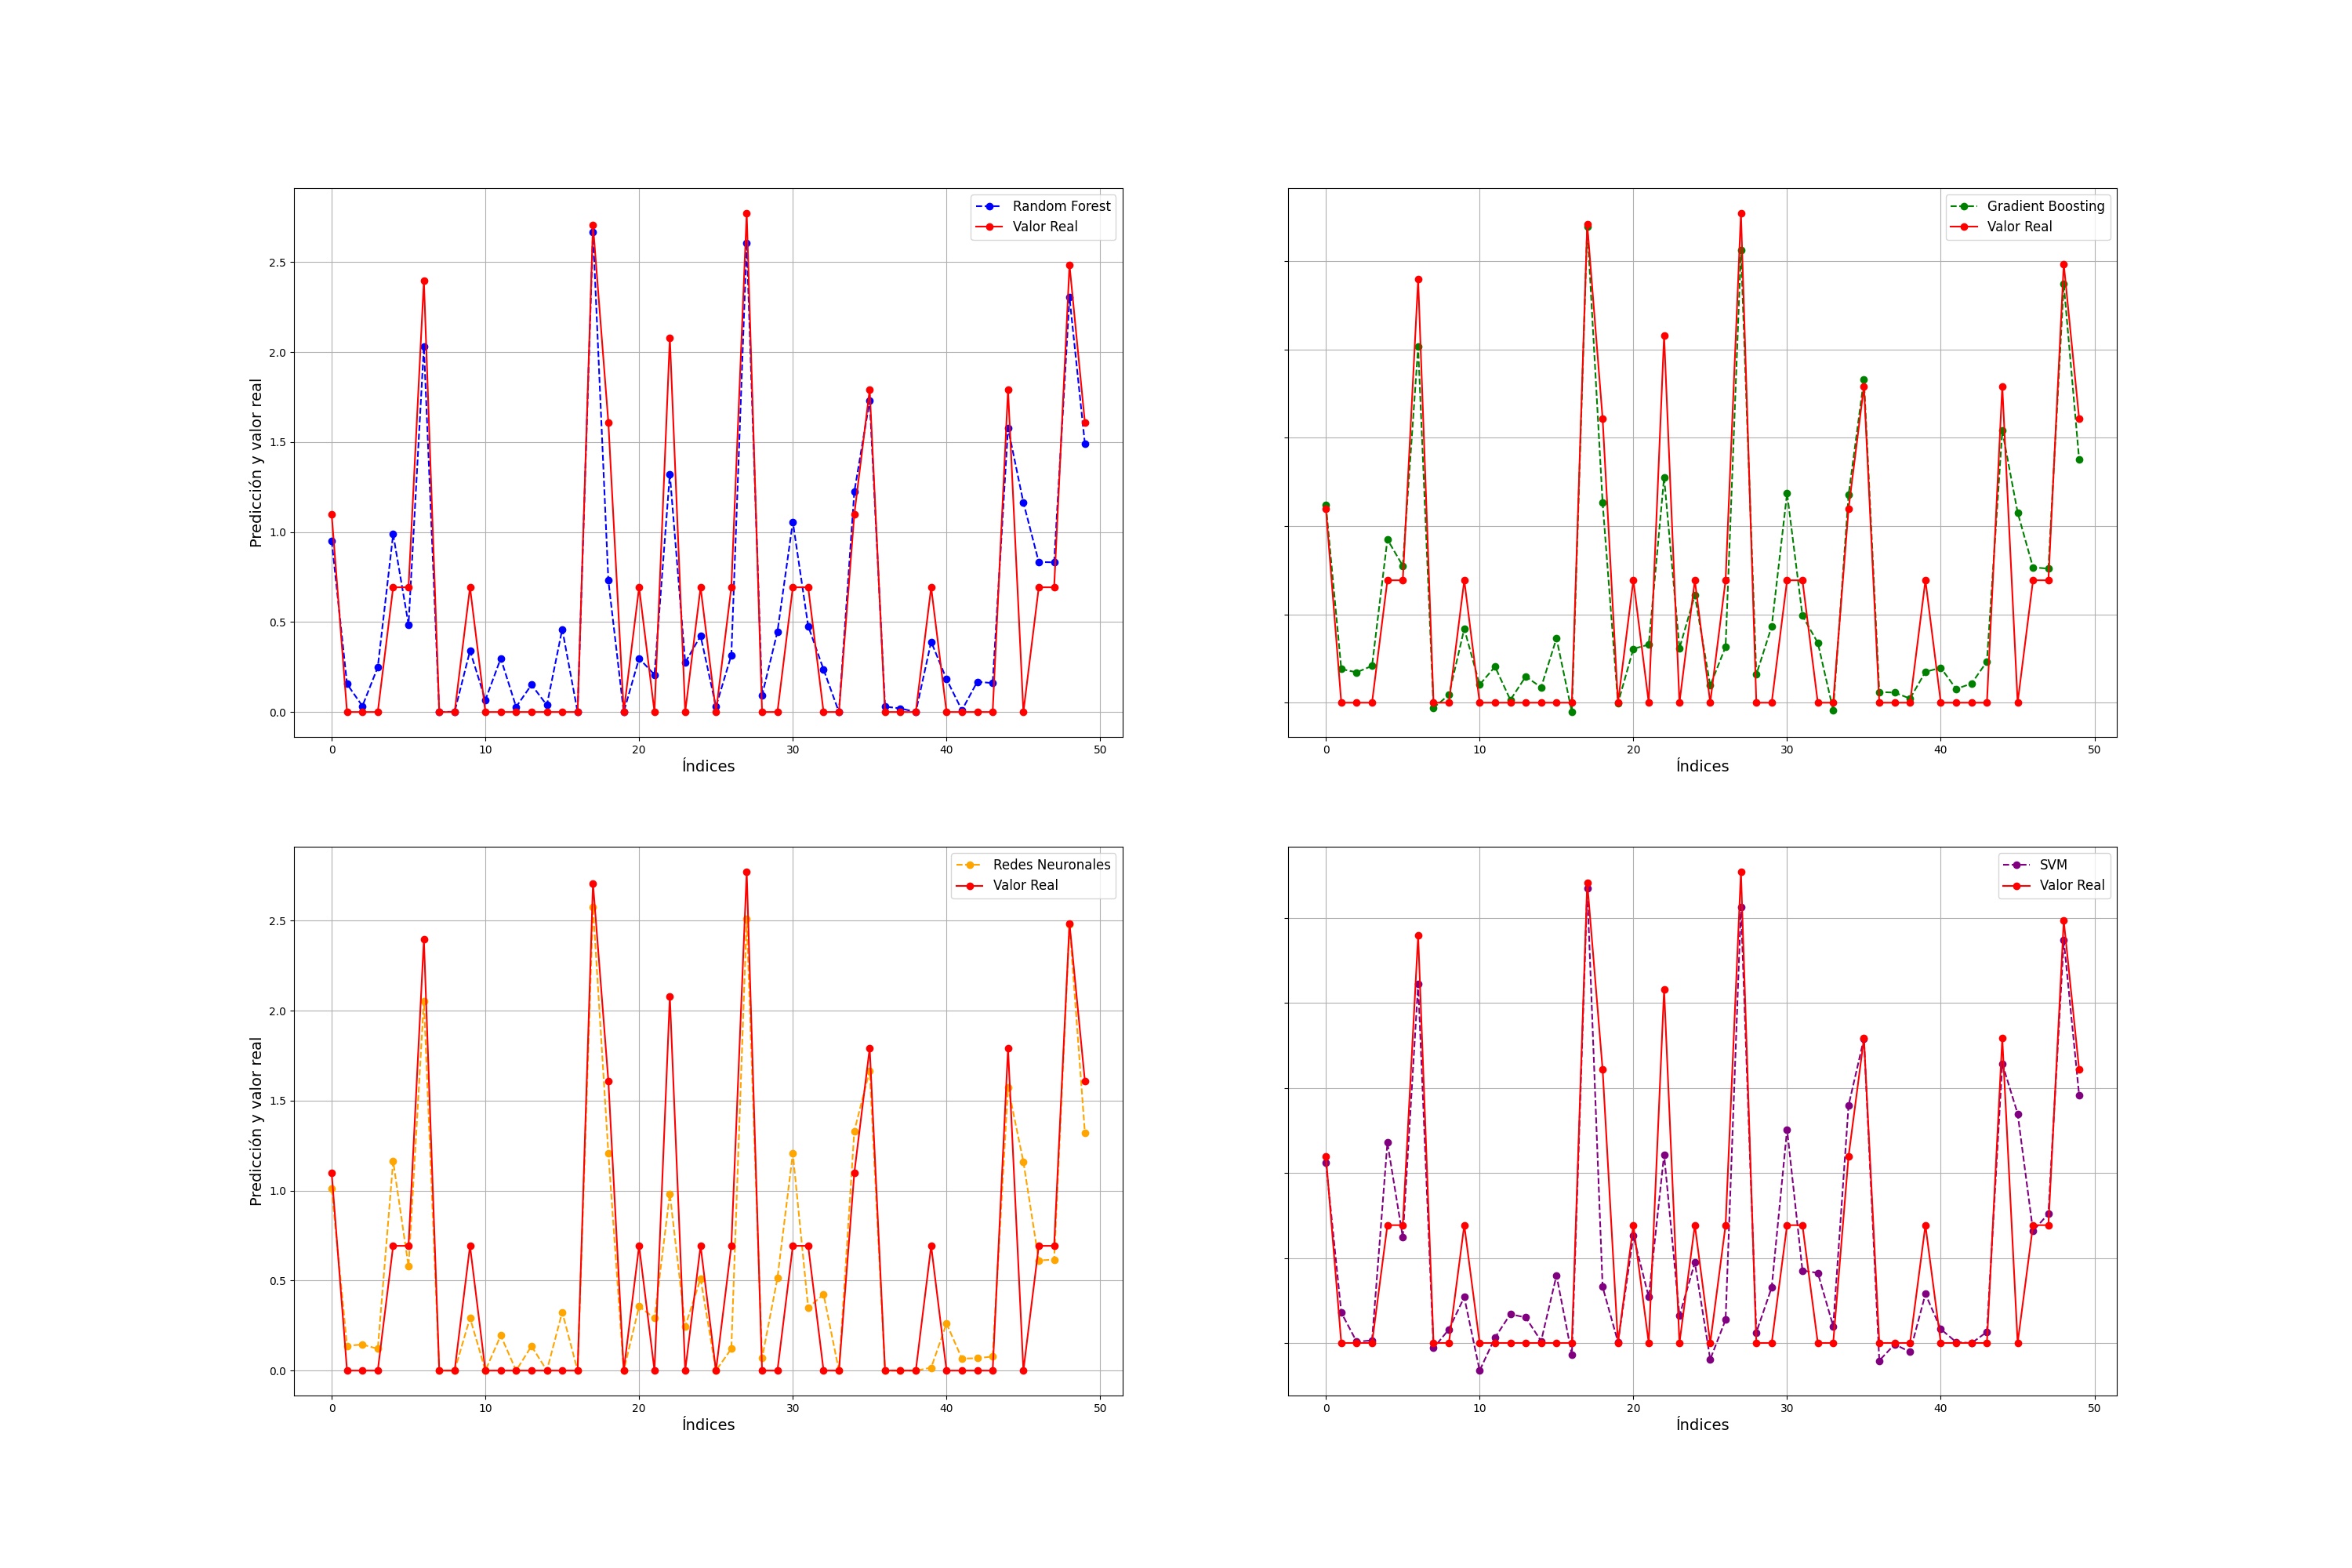 Random Forest
Valor Real
Predicción y valor real
2.5
2.0
1.5
1.0
0.5
0.0
0 10 20 30 40 50
Índices
Gradient Boosting
Valor Real
0 10 20 30 40 50
Índices
Redes Neuronales
Valor Real
Predicción y valor real
2.5
2.0
1.5
1.0
0.5
0.0
0 10 20 30 40 50
Índices
SVM
Valor Real
0 10 20 30 40 50
Índices